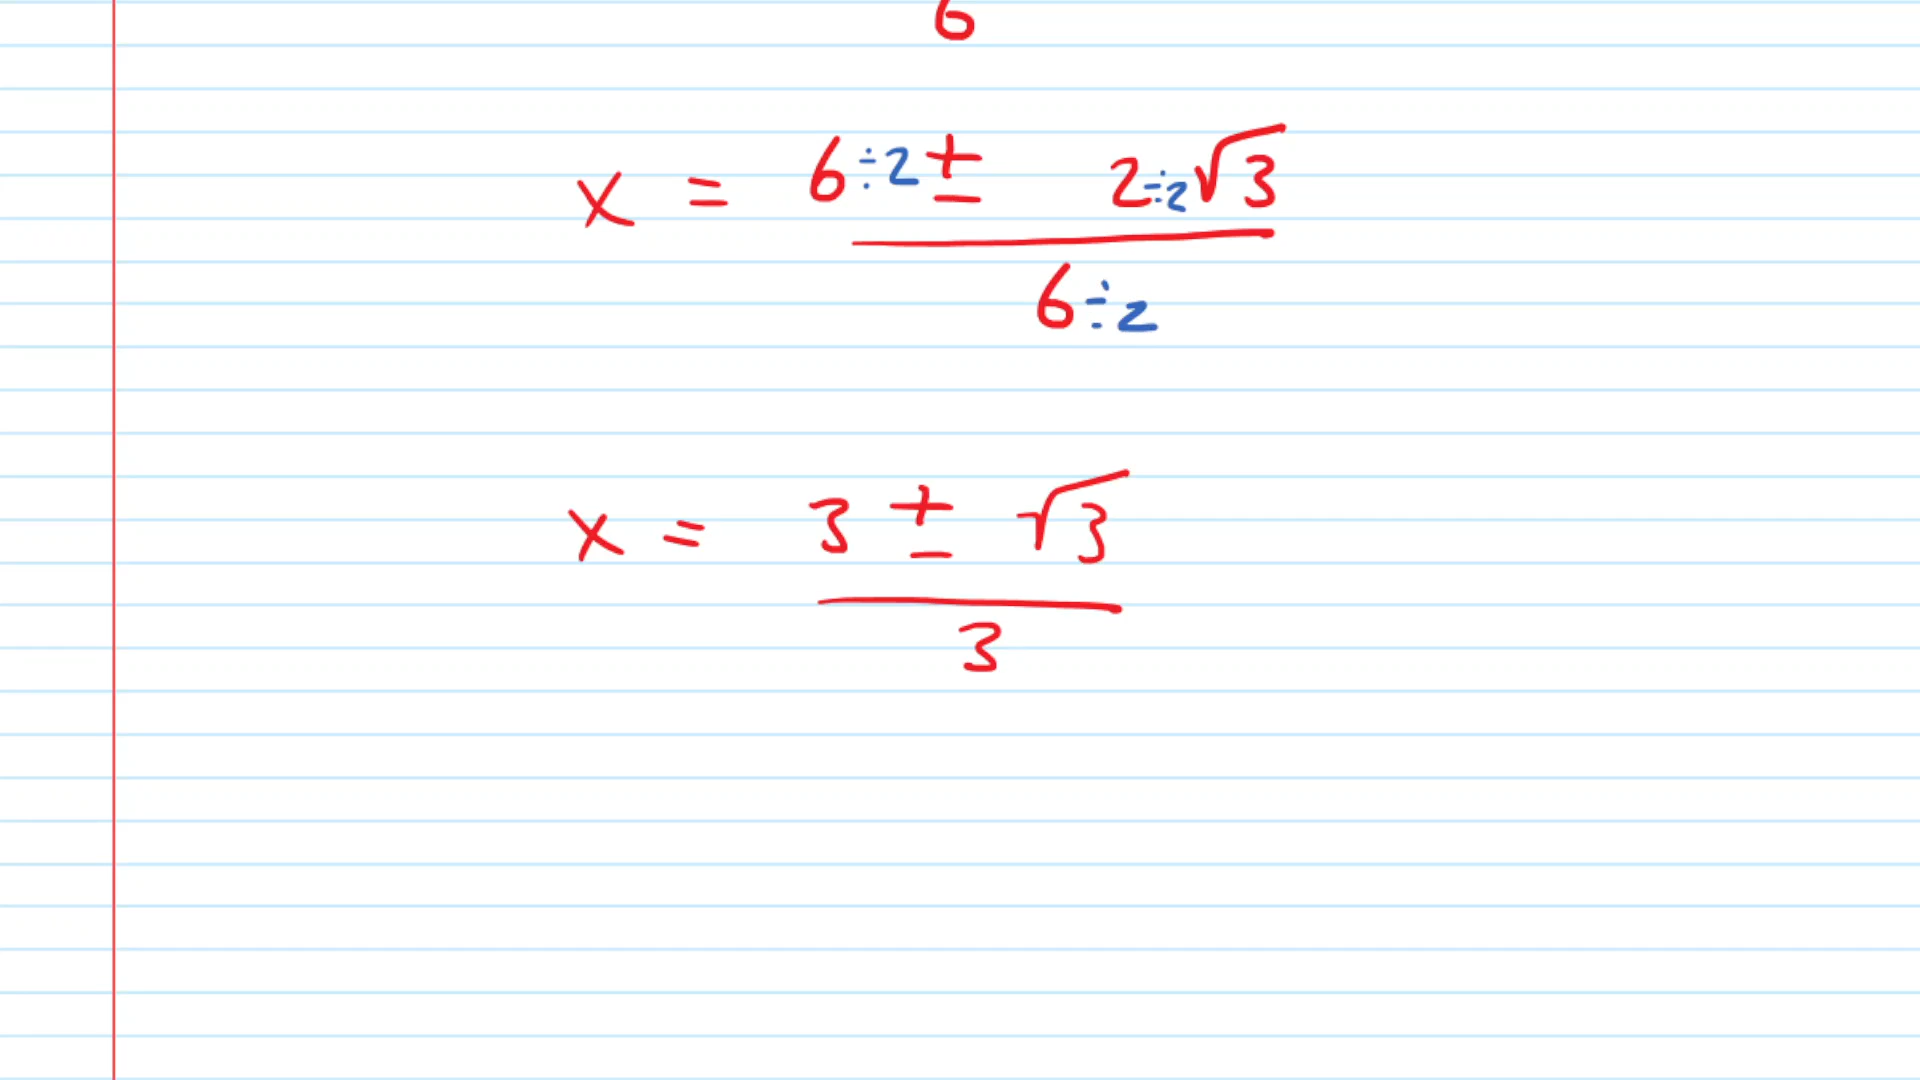 6
x = 6 ÷2 ± 2 ÷2 √3
6 ÷2
x = 3 ± √3
3